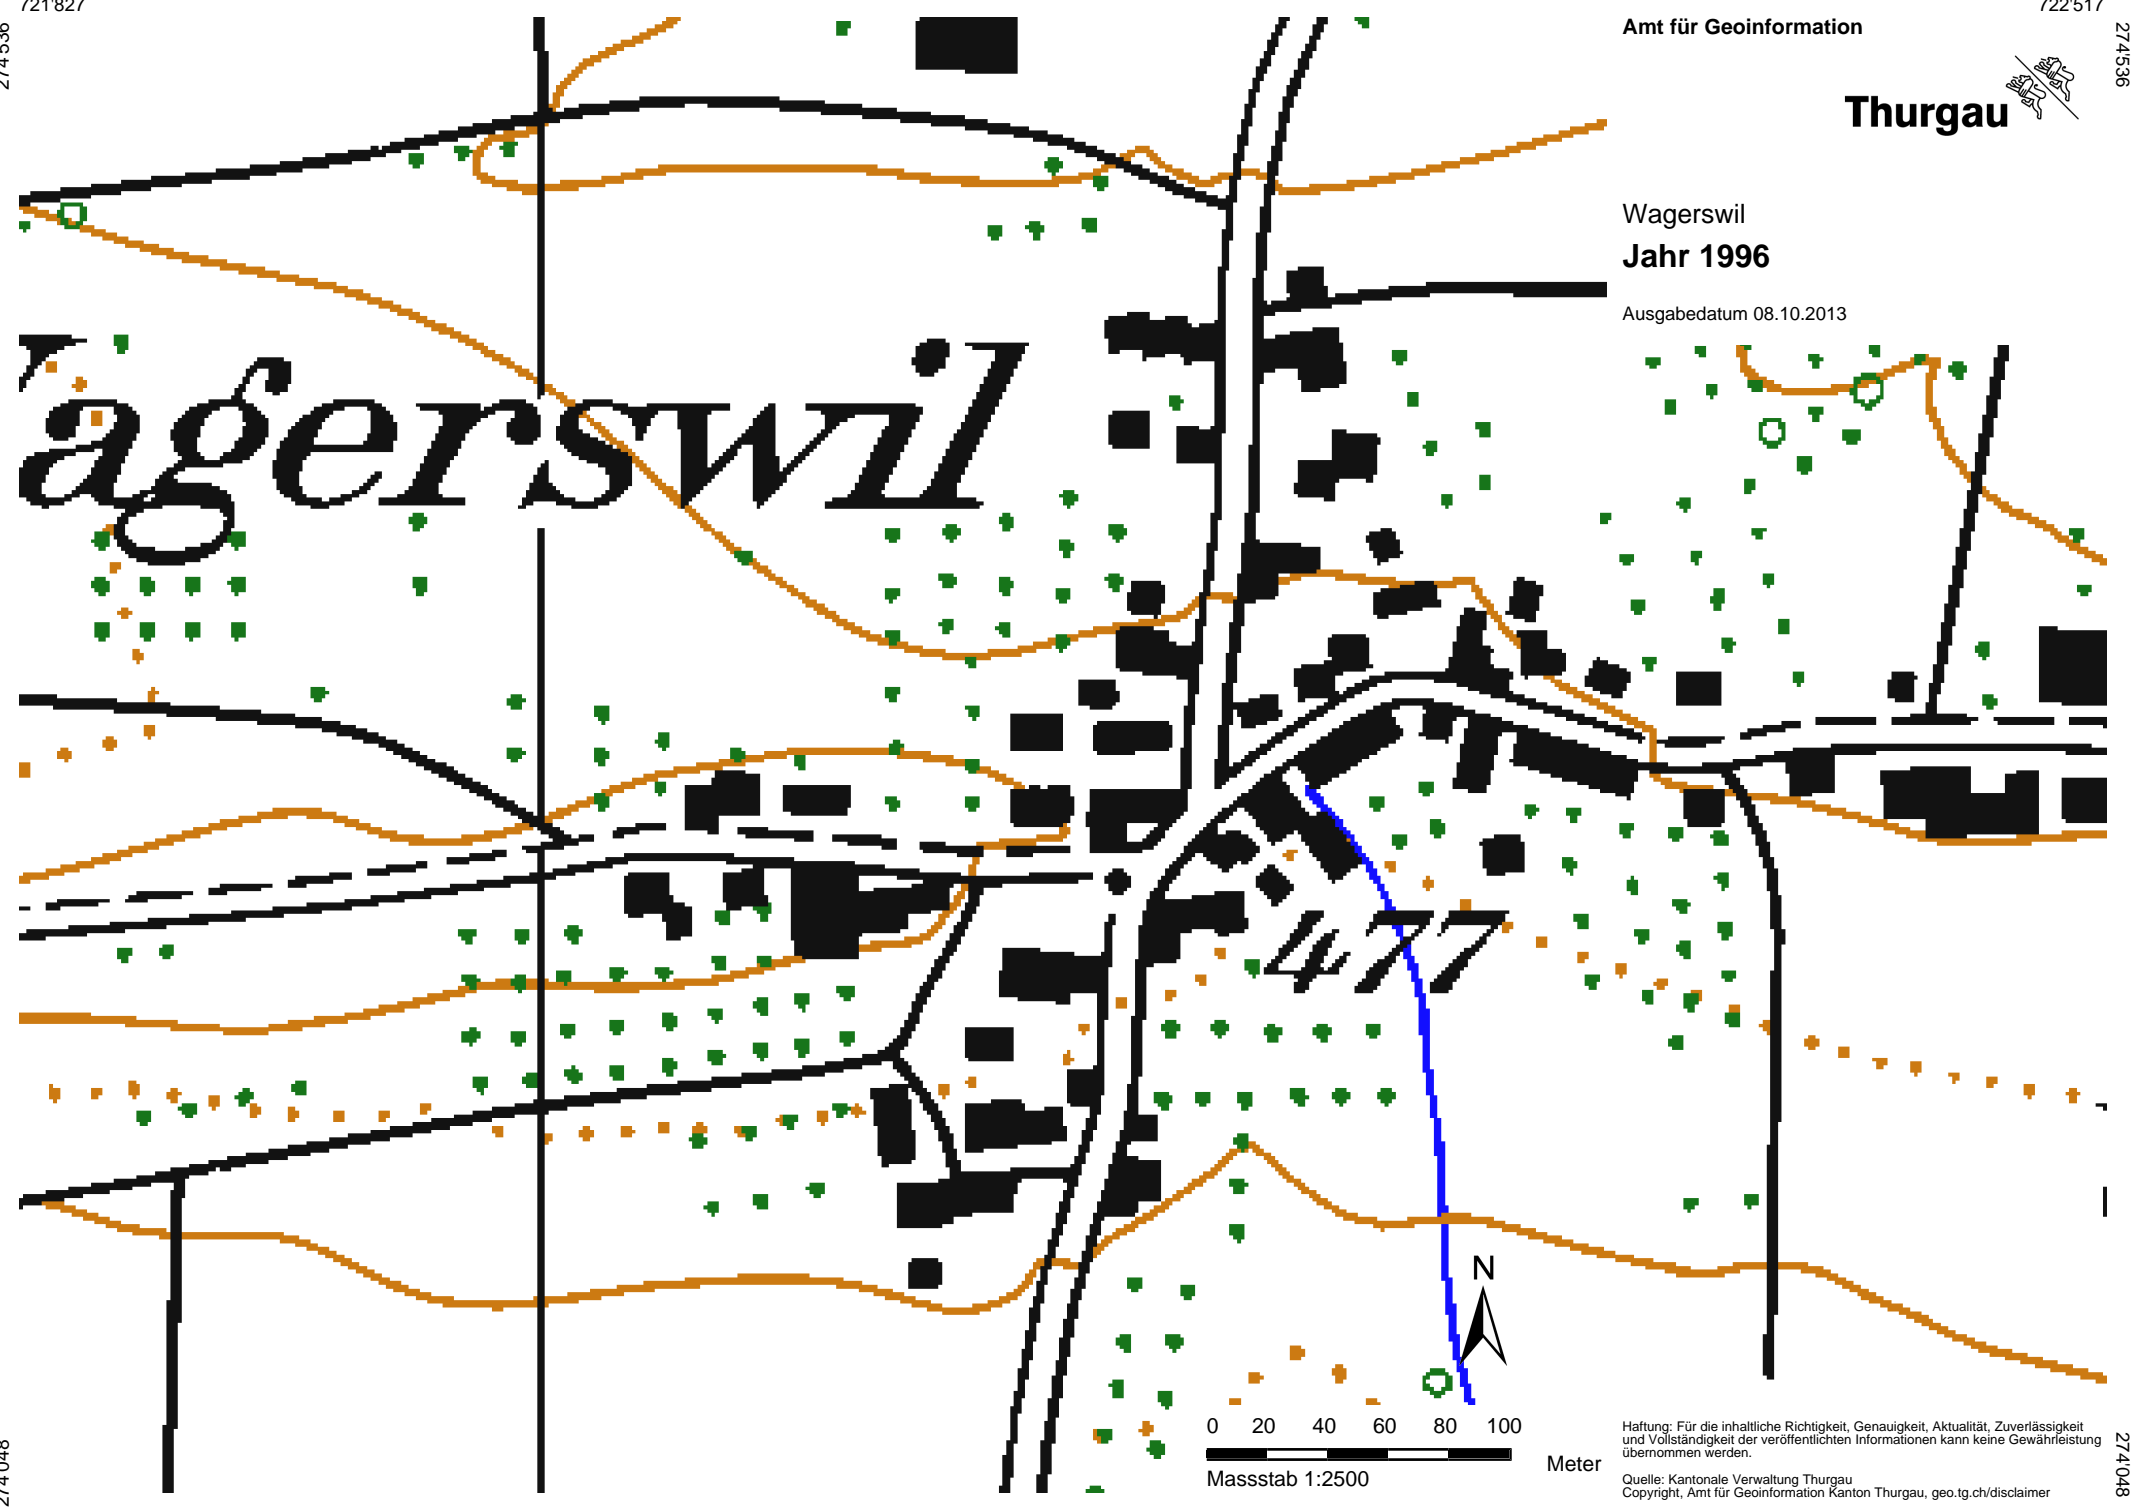 721'827
722'517
274'536
274'536
Amt für Geoinformation
Thurgau
Wagerswil
Jahr 1996
Ausgabedatum 08.10.2013
Wagerswil
477
N
0 20 40 60 80 100
Meter
Massstab 1:2500
Haftung: Für die inhaltliche Richtigkeit, Genauigkeit, Aktualität, Zuverlässigkeit
und Vollständigkeit der veröffentlichten Informationen kann keine Gewährleistung
übernommen werden.
Quelle: Kantonale Verwaltung Thurgau
Copyright, Amt für Geoinformation Kanton Thurgau, geo.tg.ch/disclaimer
274'048
274'048